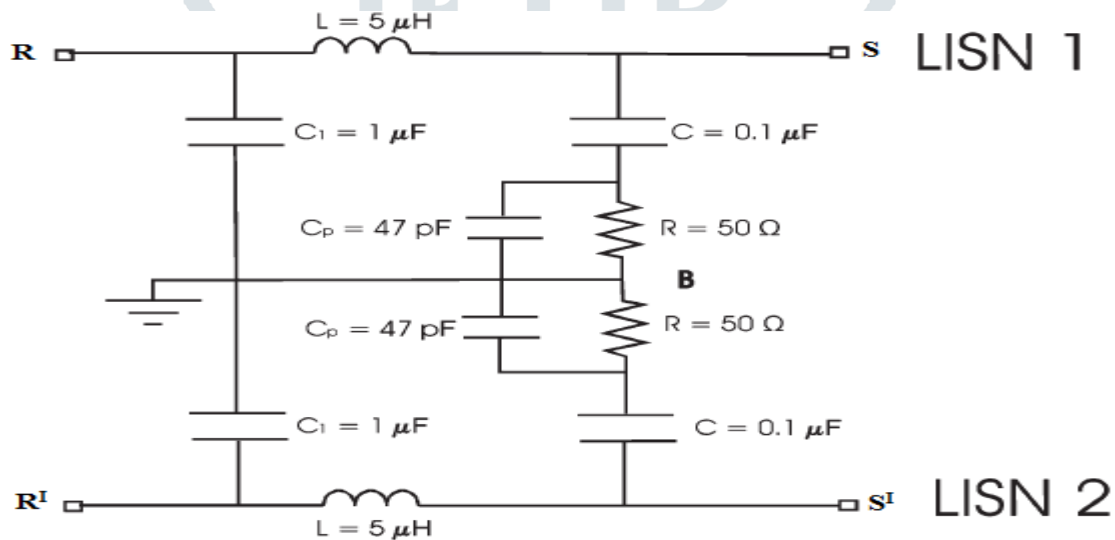 L = 5 μH
R
S
LISN 1
C₁ = 1 μF
C = 0.1 μF
Cₚ = 47 pF
R = 50 Ω
B
Cₚ = 47 pF
R = 50 Ω
C₁ = 1 μF
C = 0.1 μF
Rᴵ
Sᴵ
LISN 2
L = 5 μH